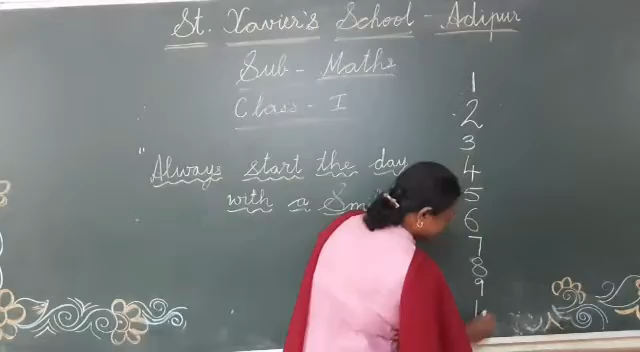 St. Xavier's School - Adipur
Sub - Maths
Class - I
"Always start the day
with a
1
2
3
4
5
6
7
8
9
1